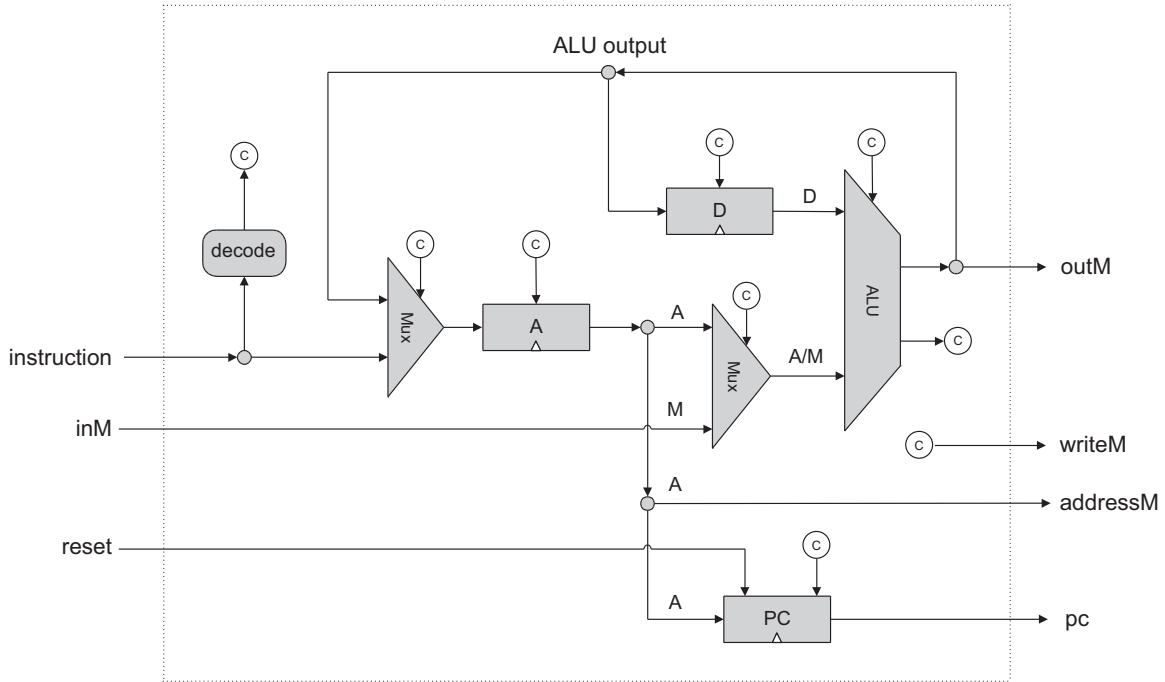 ALU output
C
C
C
D
D
decode
C
C
ALU
outM
C
Mux
A
A
C
Mux
A/M
instruction
M
inM
C
writeM
A
addressM
reset
C
A
PC
pc